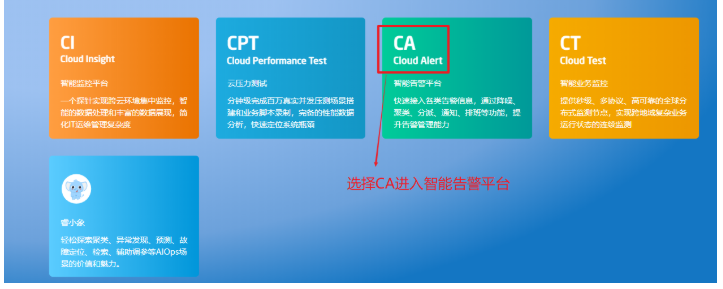 CI
Cloud Insight
智能监控平台
一个探针实现跨云环境集中监控，智
能的数据处理和丰富的数据展现，简
化IT运维管理复杂度
CPT
Cloud Performance Test
云压力测试
分钟级完成百万真实并发压测场景搭
建和业务脚本录制，完备的性能数据
分析，快速定位系统瓶颈
CA
Cloud Alert
智能告警平台
快速接入各类告警信息，通过降噪、
聚类、分派、通知、排班等功能，提
升告警管理能力
CT
Cloud Test
智能业务监控
提供秒级、多协议、高可靠的全球分
布式监测节点，实现跨地域复杂业务
运行状态的连续监测
选择CA进入智能告警平台
睿小象
轻松探索聚类、异常发现、预测、故
障定位、检索、辅助调参等AIOps场
景的价值和魅力。